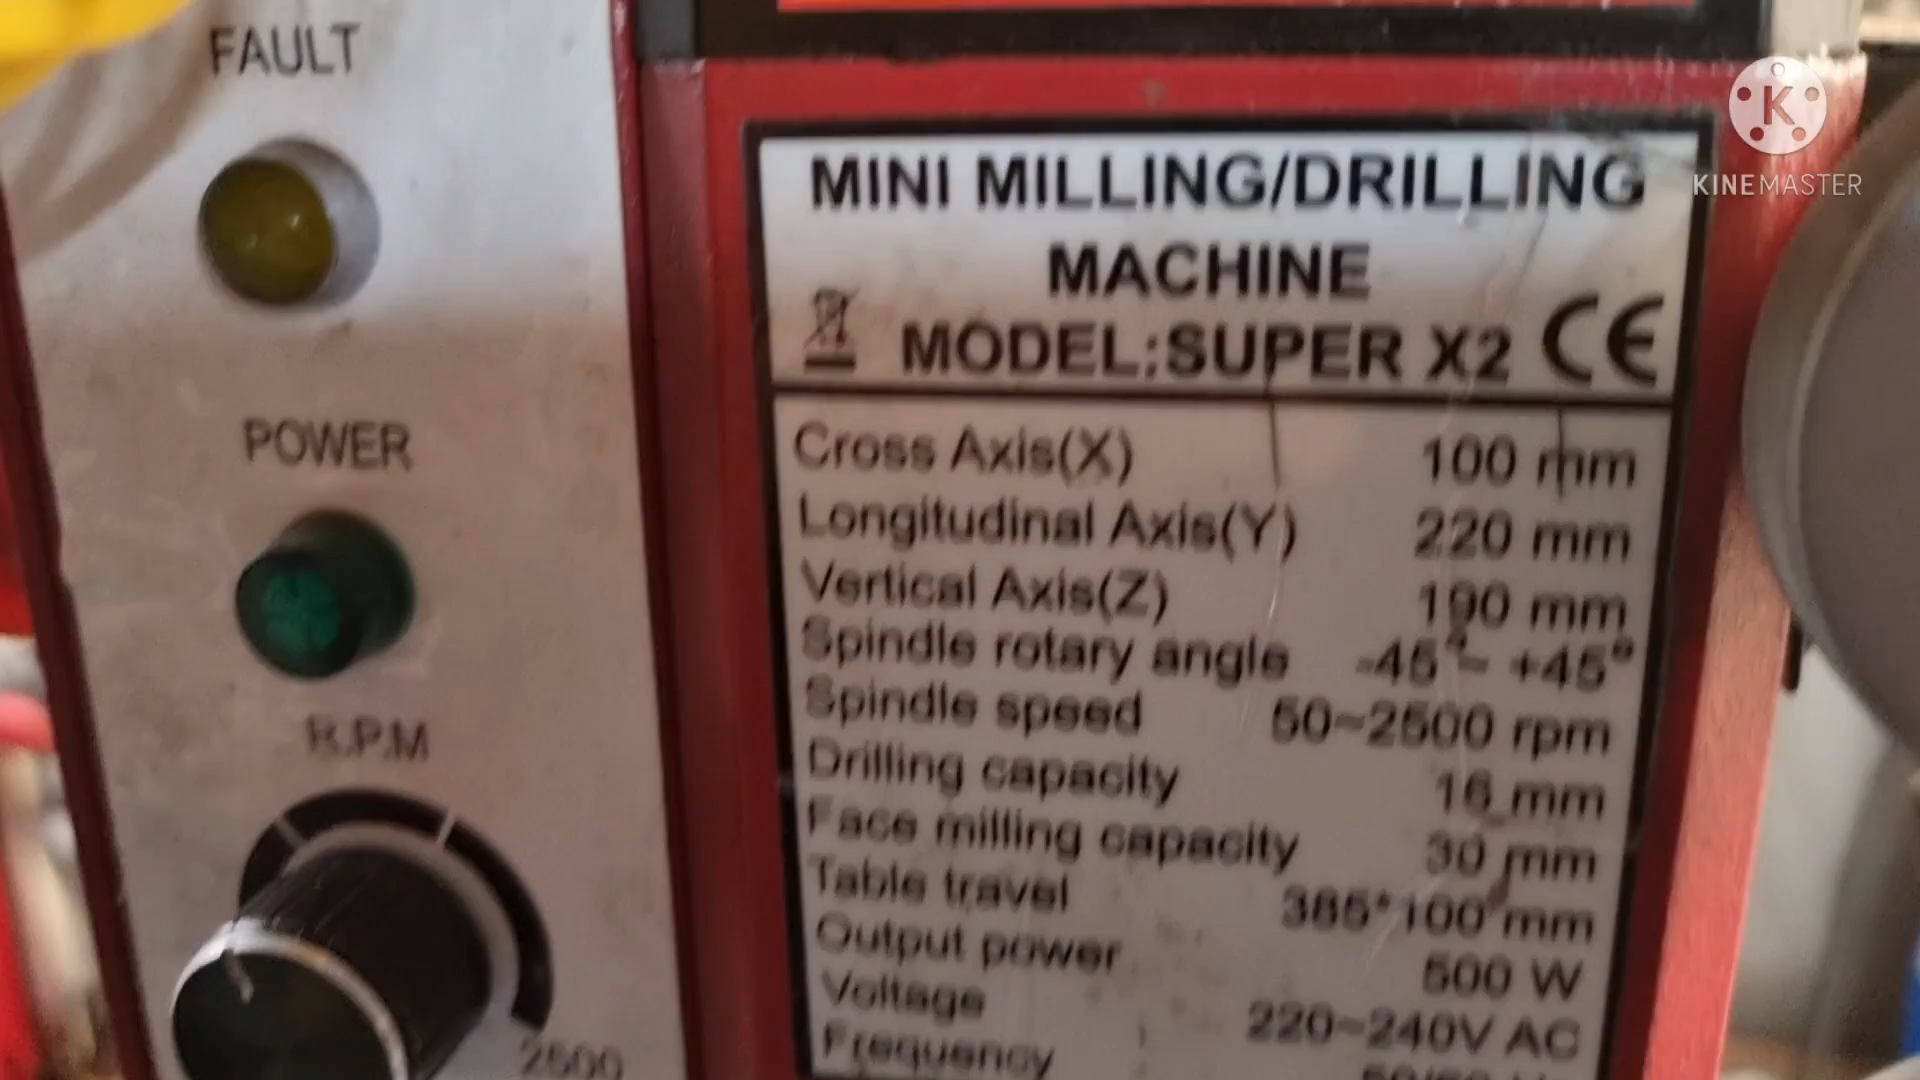 FAULT
POWER
R.P.M
2500
MINI MILLING/DRILLING
MACHINE
MODEL:SUPER X2 CE
Cross Axis(X) 100 mm
Longitudinal Axis(Y) 220 mm
Vertical Axis(Z) 190 mm
Spindle rotary angle -45°~ +45°
Spindle speed 50~2500 rpm
Drilling capacity 16 mm
Face milling capacity 30 mm
Table travel 385*100 mm
Output power 500 W
Voltage 220~240V AC
Frequency
K
KINEMASTER